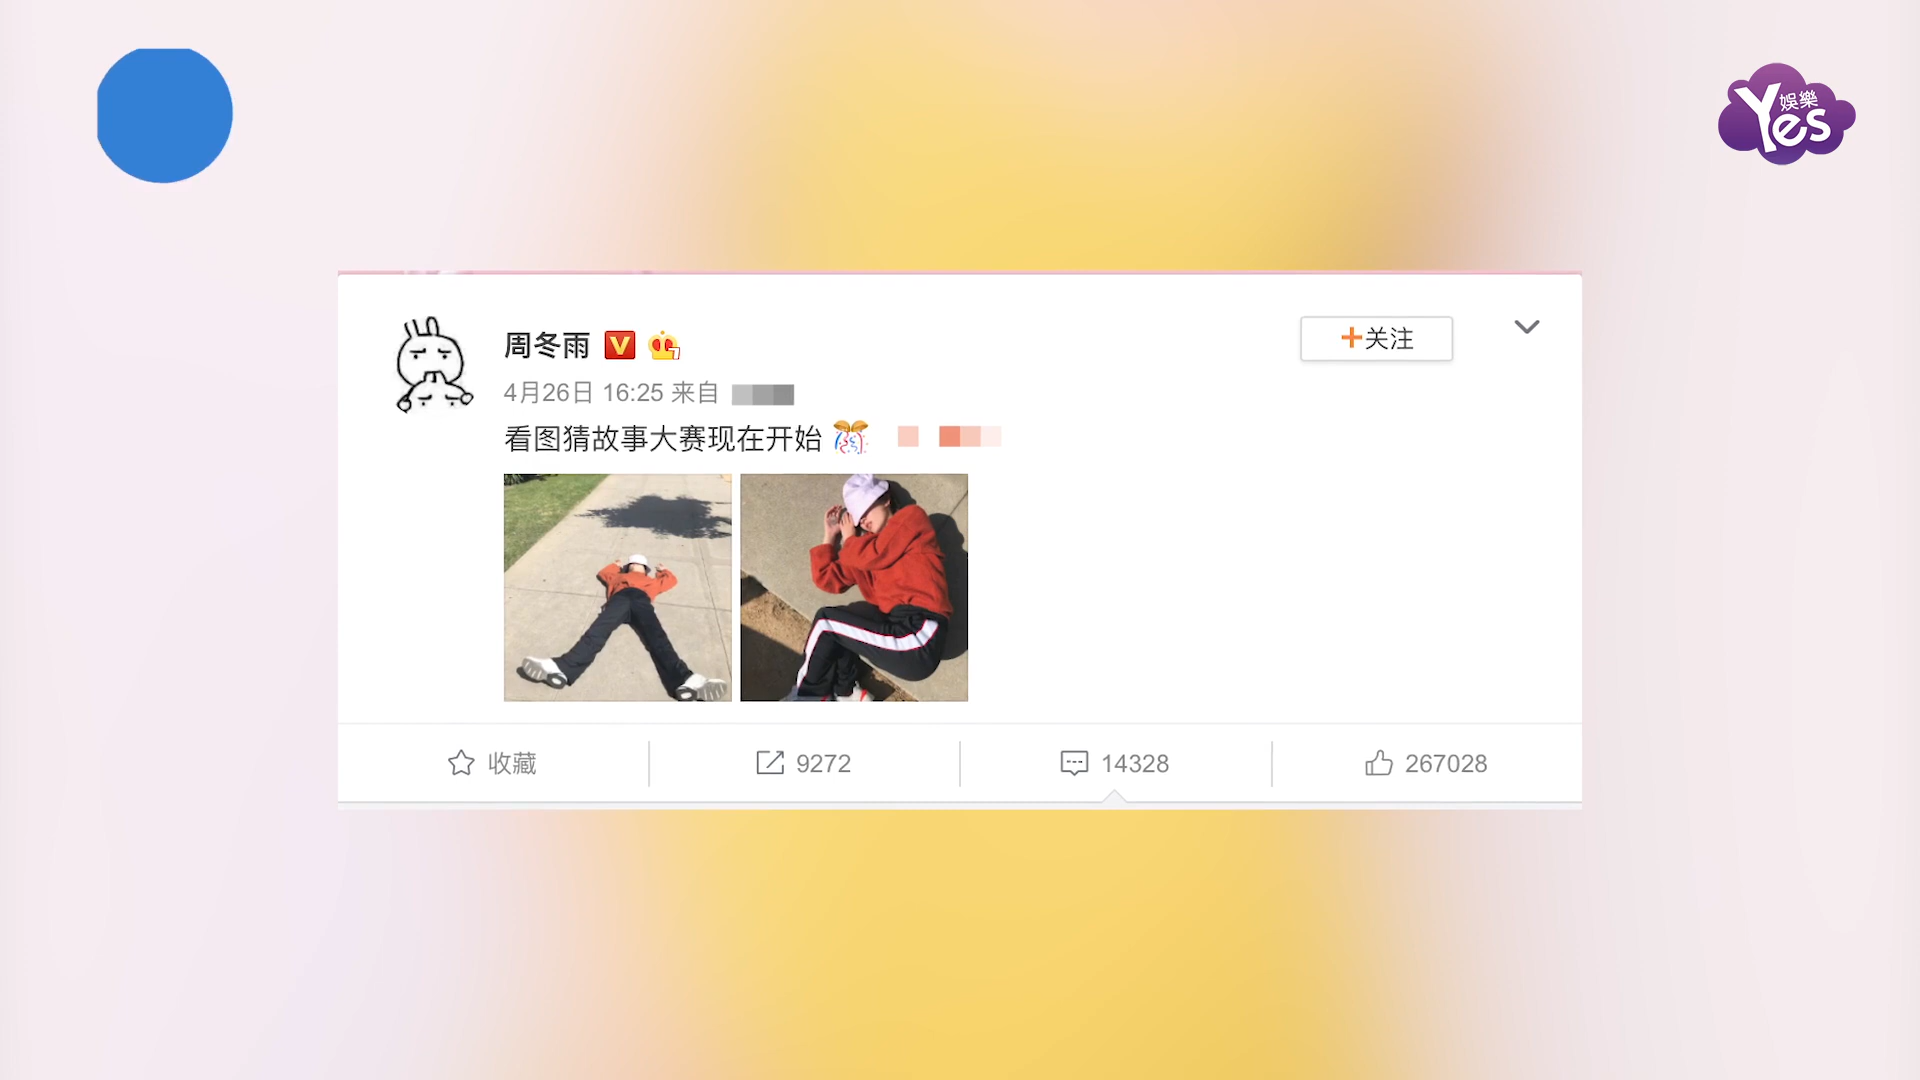 Yes 娛樂
周冬雨
+关注
4月26日 16:25 来自
看图猜故事大赛现在开始
收藏
9272
14328
267028